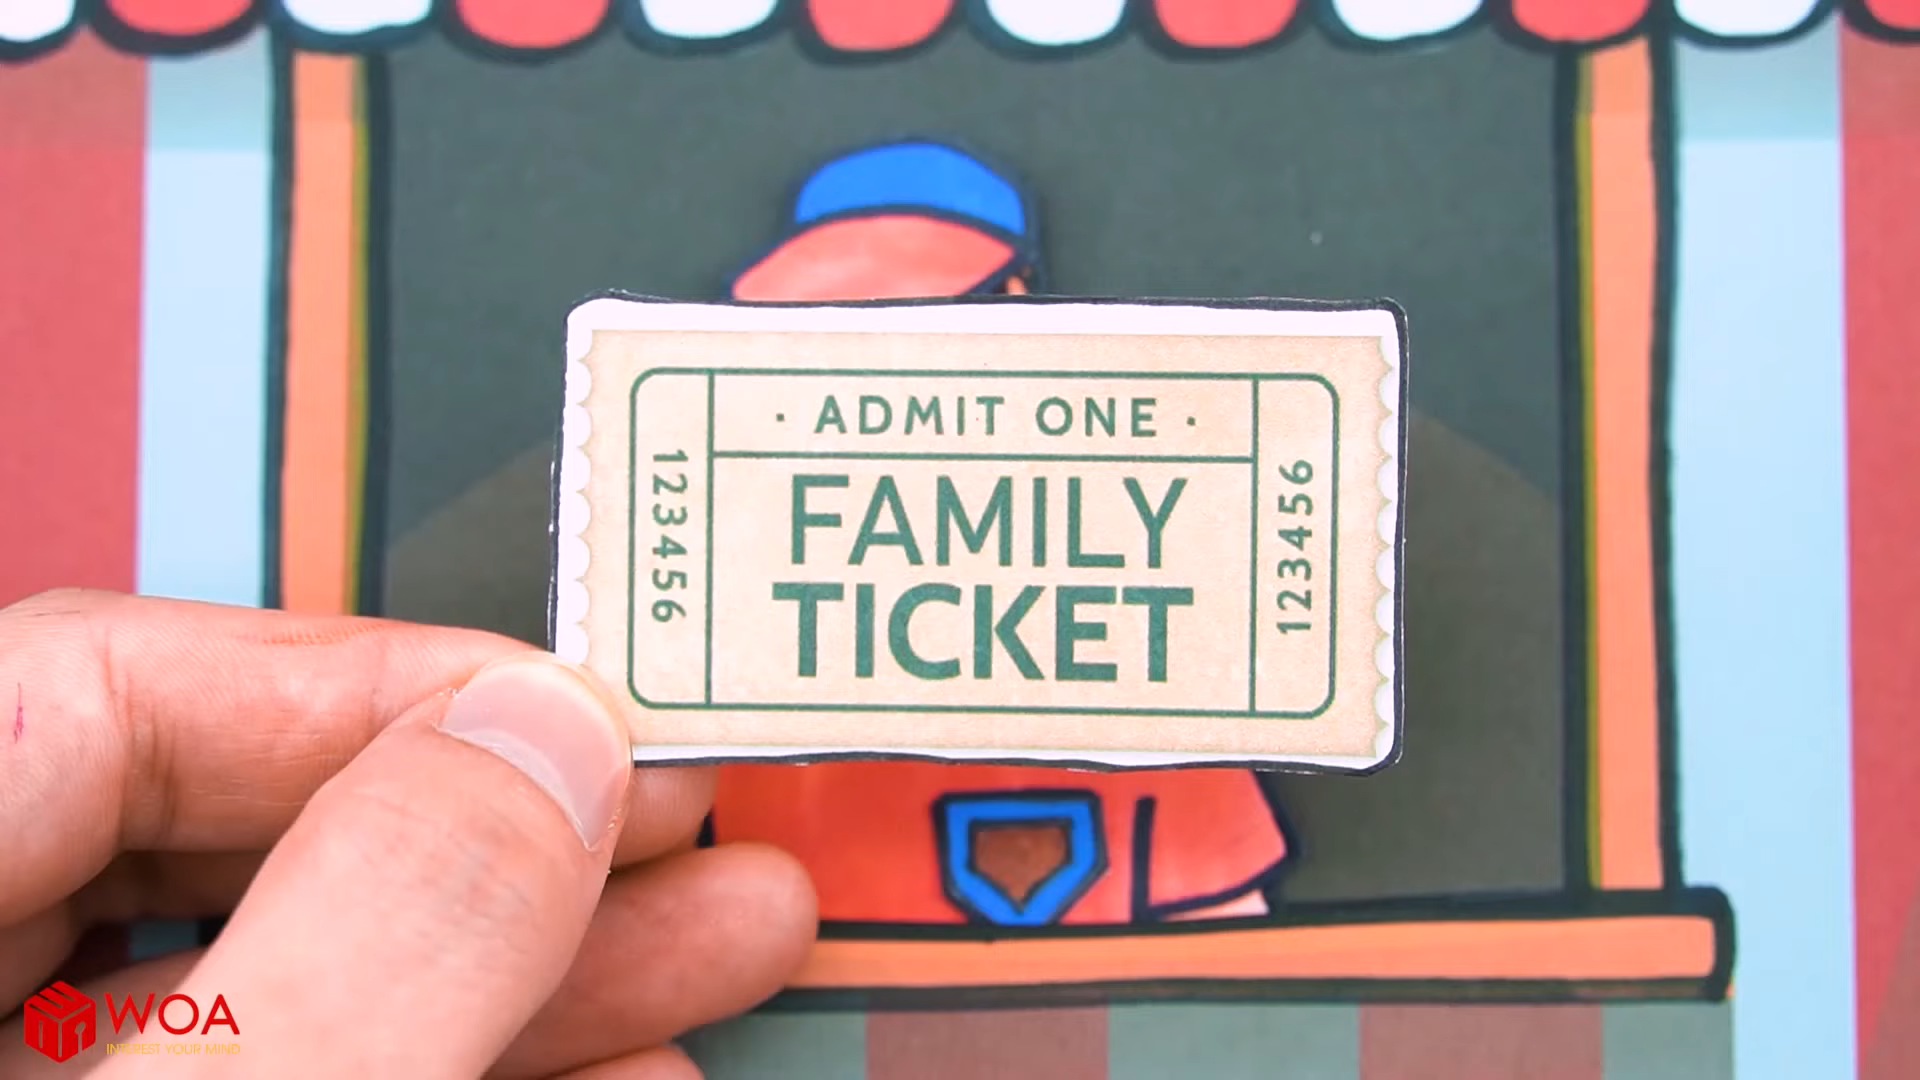 · ADMIT ONE ·
123456
FAMILY
TICKET
123456
WOA
INTEREST YOUR MIND